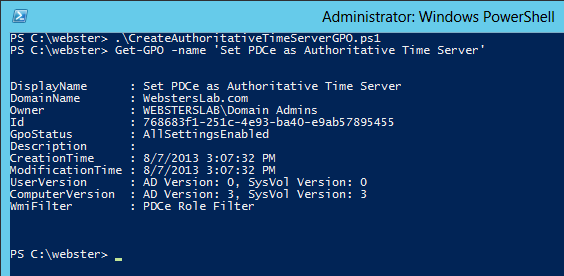 Administrator: Windows PowerShell
PS C:\webster> .\CreateAuthoritativeTimeServerGPO.ps1
PS C:\webster> Get-GPO -name 'Set PDCe as Authoritative Time Server'
DisplayName : Set PDCe as Authoritative Time Server
DomainName : WebstersLab.com
Owner : WEBSTERSLAB\Domain Admins
Id : 768683f1-251c-4e93-ba40-e9ab57895455
GpoStatus : AllSettingsEnabled
Description :
CreationTime : 8/7/2013 3:07:32 PM
ModificationTime : 8/7/2013 3:07:32 PM
UserVersion : AD Version: 0, SysVol Version: 0
ComputerVersion : AD Version: 3, SysVol Version: 3
WmiFilter : PDCe Role Filter
PS C:\webster>